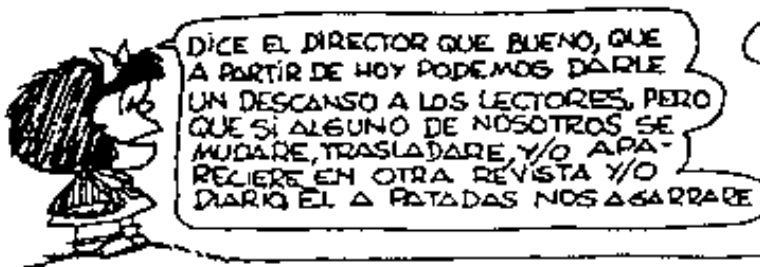 DICE EL DIRECTOR QUE BUENO, QUE
A PARTIR DE HOY PODEMOS DARLE
UN DESCANSO A LOS LECTORES, PERO
QUE SI ALGUNO DE NOSOTROS SE
MUDARE, TRASLADARE, Y/O APA-
RECIERE EN OTRA REVISTA Y/O
DIARIO, EL A PATADAS NOS AGARRARE